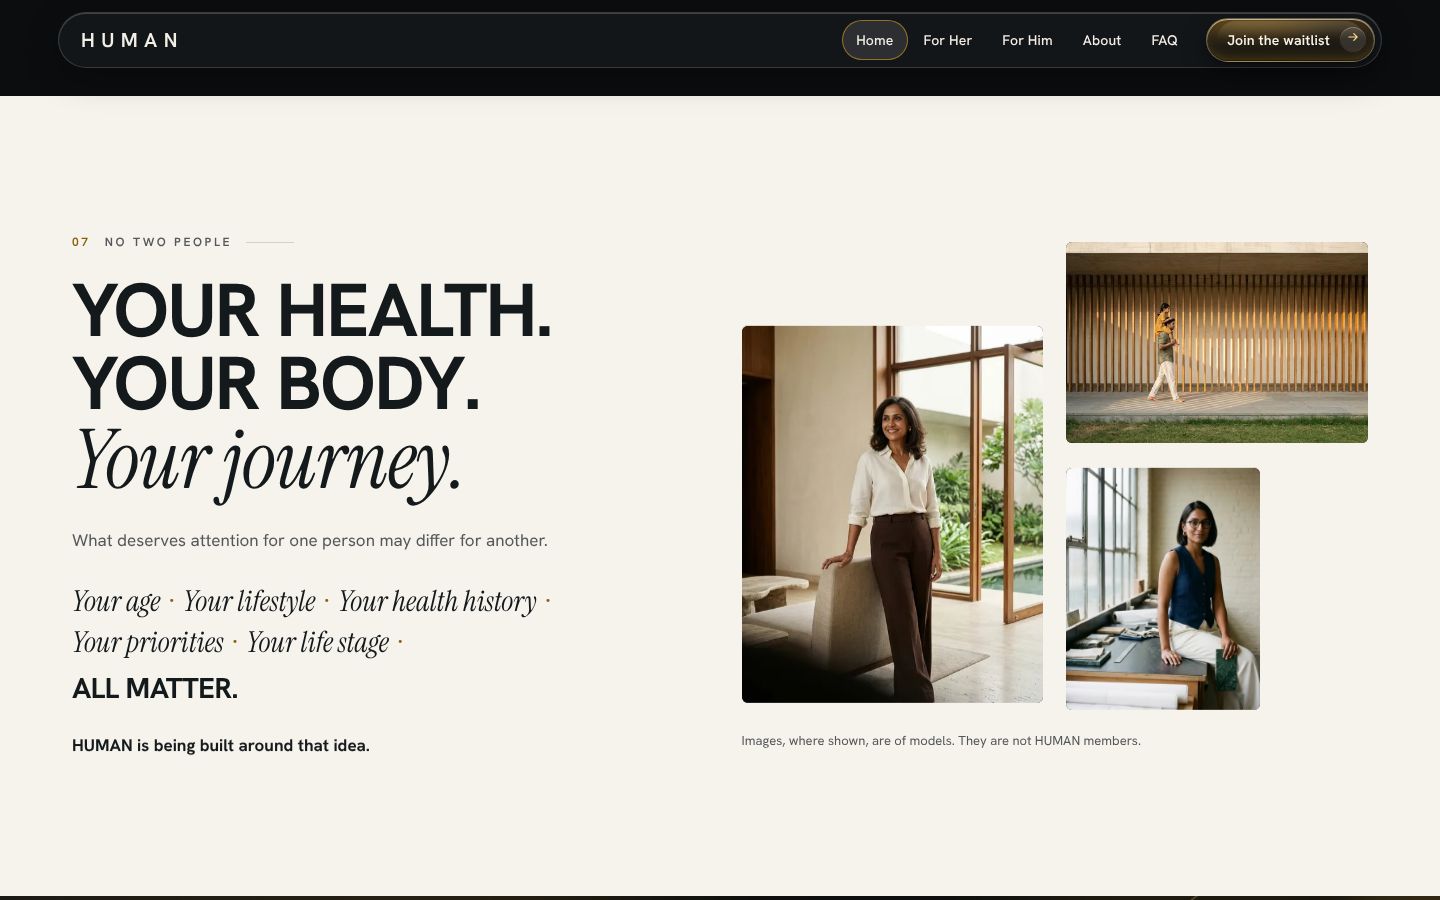 HUMAN
Home
For Her
For Him
About
FAQ
Join the waitlist →
07 NO TWO PEOPLE
YOUR HEALTH.
YOUR BODY.
Your journey.
What deserves attention for one person may differ for another.
Your age · Your lifestyle · Your health history ·
Your priorities · Your life stage ·
ALL MATTER.
HUMAN is being built around that idea.
Images, where shown, are of models. They are not HUMAN members.